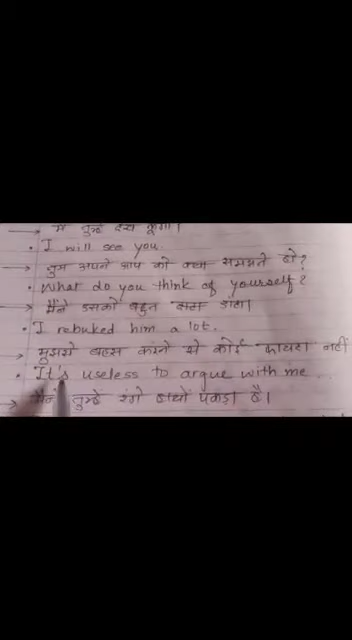 → मैं तुम्हें देख लूंगा।
• I will see you.
→ तुम अपने आप को क्या समझते हो?
• What do you think of yourself?
→ मैंने उसको बहुत डांटा।
• I rebuked him a lot.
→ मुझसे बहस करने से कोई फायदा नहीं
• It's useless to argue with me.
→ मैंने तुम्हें रंगे हाथों पकड़ा है।